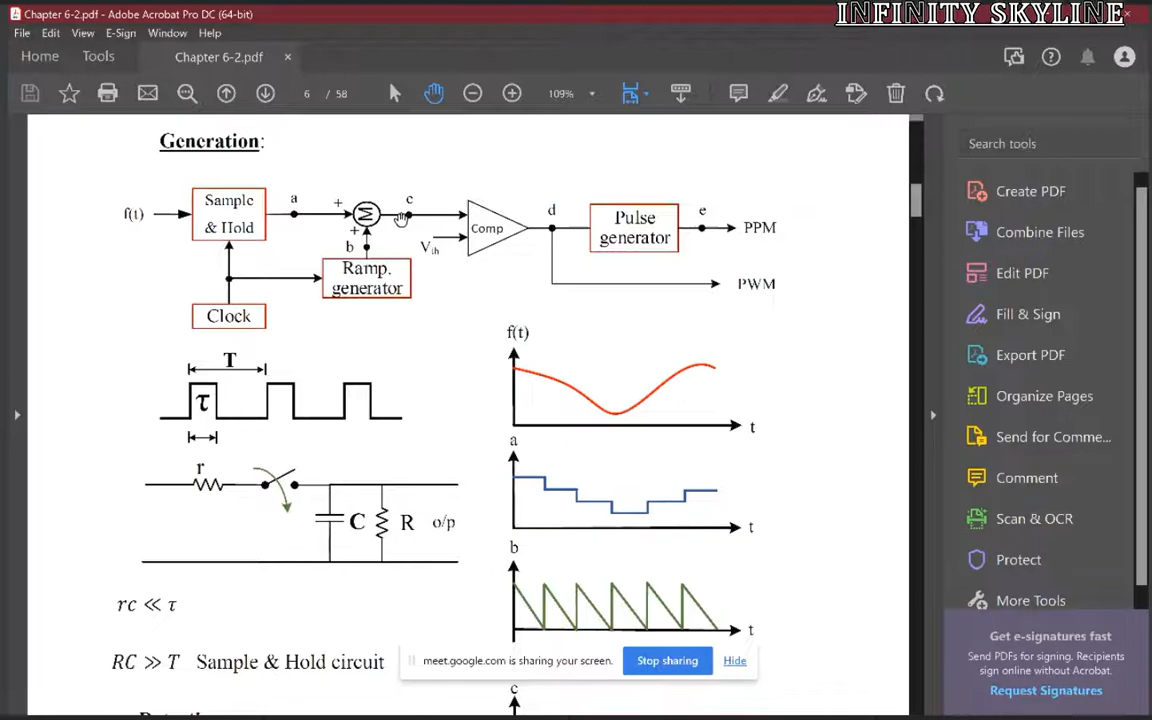 Chapter 6-2.pdf - Adobe Acrobat Pro DC (64-bit)
INFINITY SKYLINE
File Edit View E-Sign Window Help
Home Tools Chapter 6-2.pdf ×
6 / 58 109%
Generation:
Search tools
Create PDF
Combine Files
Edit PDF
Fill & Sign
Export PDF
Organize Pages
Send for Comme...
Comment
Scan & OCR
Protect
More Tools
Get e-signatures fast
Send PDFs for signing. Recipients
sign online without Acrobat.
Request Signatures
f(t)
Sample
& Hold
a
+
Σ
+
b
c
Ramp.
generator
Clock
Vth
Comp
d
Pulse
generator
e
PPM
PWM
T
τ
r
C
R
o/p
rc ≪ τ
RC ≫ T Sample & Hold circuit
f(t)
t
a
t
b
t
c
meet.google.com is sharing your screen. Stop sharing Hide